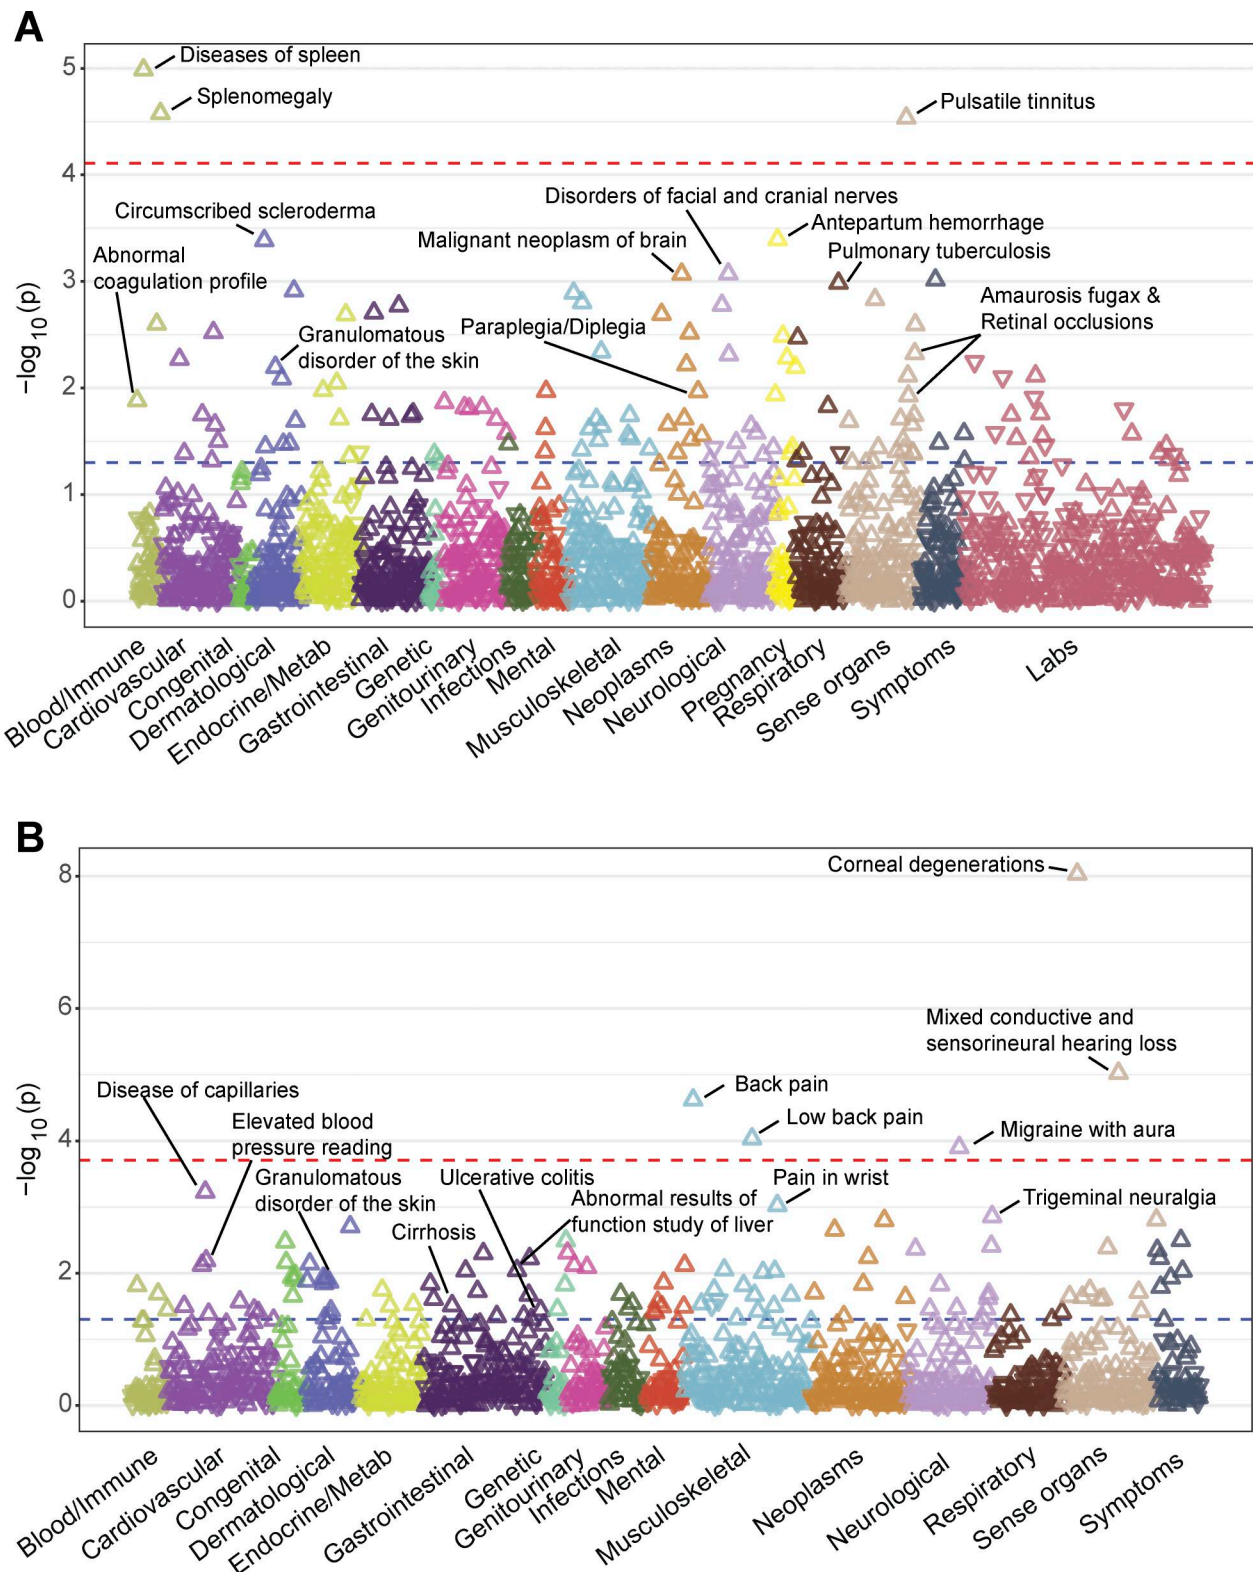 A
5
4
3
2
1
0
−log10(p)
Diseases of spleen
Splenomegaly
Pulsatile tinnitus
Disorders of facial and cranial nerves
Circumscribed scleroderma
Antepartum hemorrhage
Malignant neoplasm of brain
Pulmonary tuberculosis
Abnormal
coagulation profile
Amaurosis fugax &
Retinal occlusions
Granulomatous
disorder of the skin
Paraplegia/Diplegia
Blood/Immune
Cardiovascular
Congenital
Dermatological
Endocrine/Metab
Gastrointestinal
Genetic
Genitourinary
Infections
Mental
Musculoskeletal
Neoplasms
Neurological
Pregnancy
Respiratory
Sense organs
Symptoms
Labs
B
8
6
4
2
0
−log10(p)
Corneal degenerations
Mixed conductive and
sensorineural hearing loss
Disease of capillaries
Back pain
Elevated blood
pressure reading
Low back pain
Migraine with aura
Granulomatous
disorder of the skin
Ulcerative colitis
Pain in wrist
Abnormal results of
function study of liver
Trigeminal neuralgia
Cirrhosis
Blood/Immune
Cardiovascular
Congenital
Dermatological
Endocrine/Metab
Gastrointestinal
Genetic
Genitourinary
Infections
Mental
Musculoskeletal
Neoplasms
Neurological
Respiratory
Sense organs
Symptoms